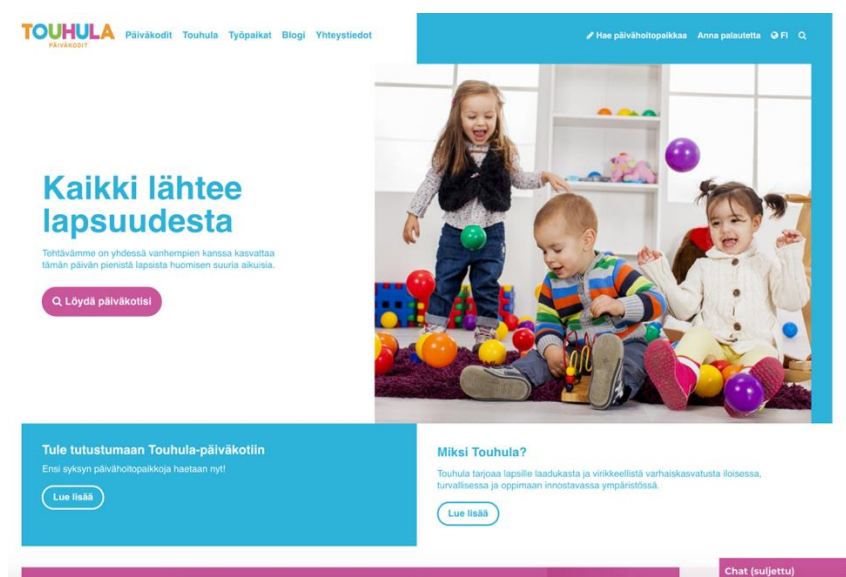 TOUHULA
PÄIVÄKODIT
Päiväkodit Touhula Työpaikat Blogi Yhteystiedot
Hae päivähoitopaikkaa Anna palautetta FI
Kaikki lähtee
lapsuudesta
Tehtävämme on yhdessä vanhempien kanssa kasvattaa
tämän päivän pienistä lapsista huomisen suuria aikuisia.
Löydä päiväkotisi
Tule tutustumaan Touhula-päiväkotiin
Ensi syksyn päivähoitopaikkoja haetaan nyt!
Lue lisää
Miksi Touhula?
Touhula tarjoaa lapsille laadukasta ja virikkeellistä varhaiskasvatusta iloisessa,
turvallisessa ja oppimaan innostavassa ympäristössä.
Lue lisää
Chat (suljettu)